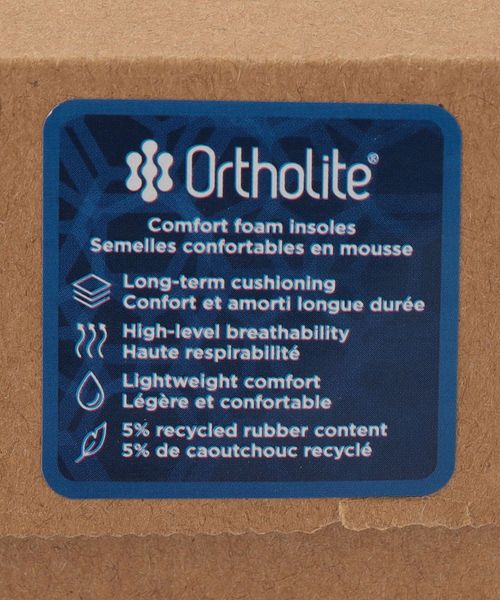 Ortholite®
Comfort foam insoles
Semelles confortables en mousse
Long-term cushioning
Confort et amorti longue durée
High-level breathability
Haute respirabilité
Lightweight comfort
Légère et confortable
5% recycled rubber content
5% de caoutchouc recyclé